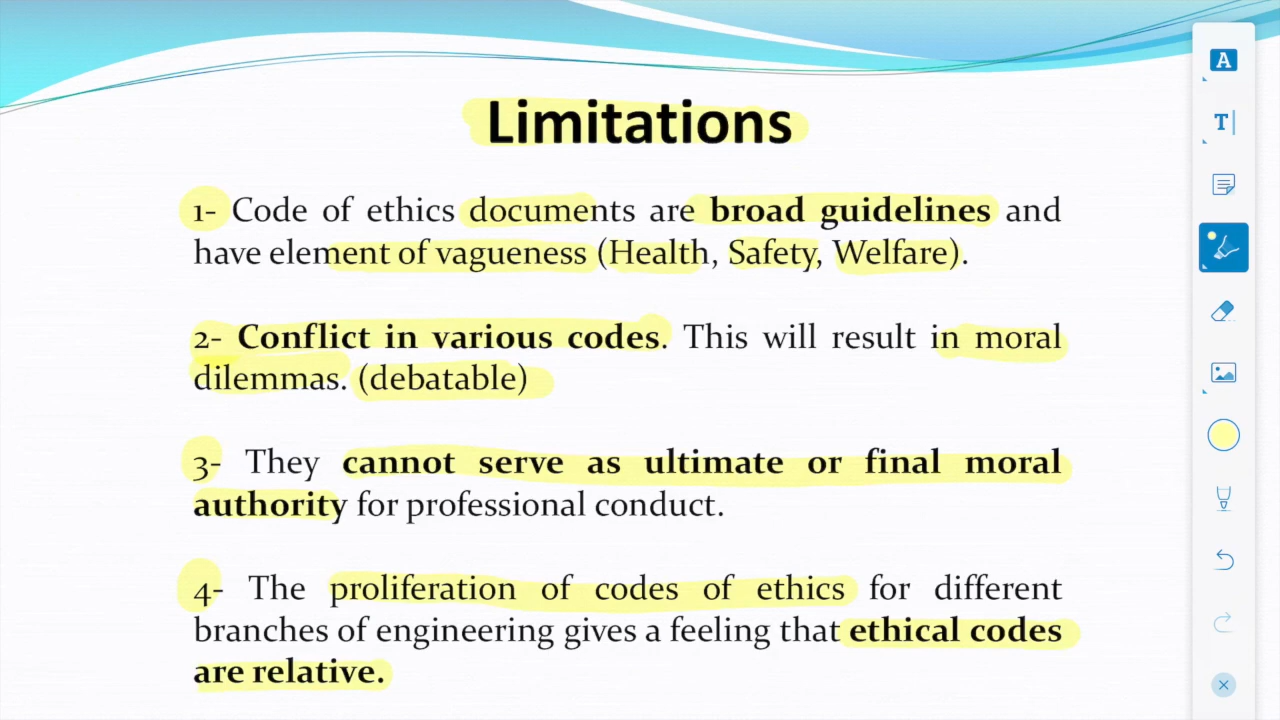 Limitations
1- Code of ethics documents are broad guidelines and
have element of vagueness (Health, Safety, Welfare).
2- Conflict in various codes. This will result in moral
dilemmas. (debatable)
3- They cannot serve as ultimate or final moral
authority for professional conduct.
4- The proliferation of codes of ethics for different
branches of engineering gives a feeling that ethical codes
are relative.
A
T